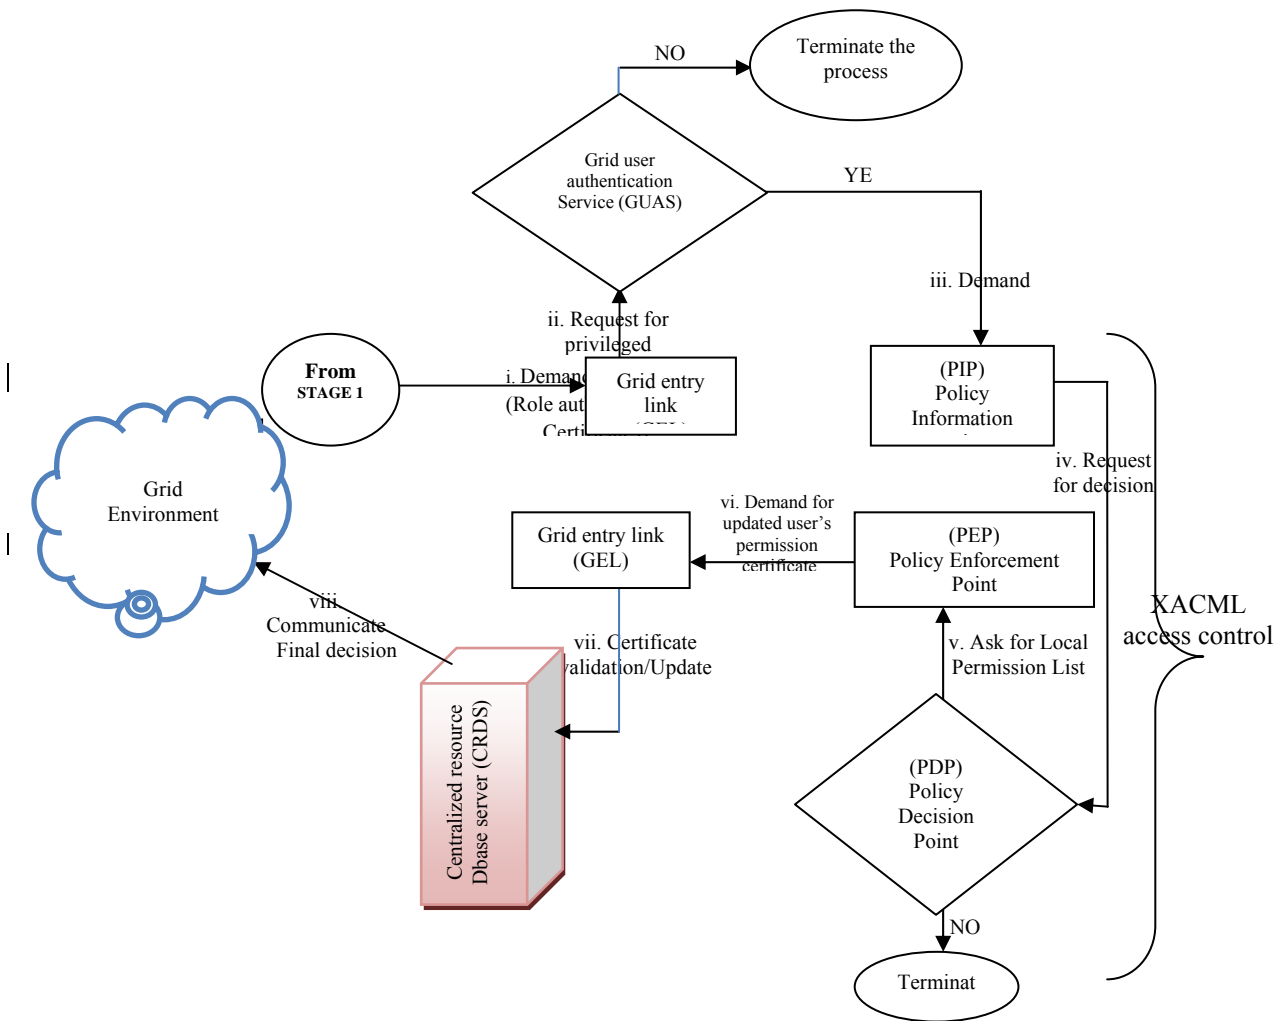 NO
Terminate the
process
Grid user
authentication
Service (GUAS)
YE
iii. Demand
ii. Request for
privileged
From
STAGE 1
i. Demand
(Role aut
Grid entry
link
(PIP)
Policy
Information
iv. Request
for decision
Grid
Environment
vi. Demand for
updated user's
permission
certificate
Grid entry link
(GEL)
(PEP)
Policy Enforcement
Point
XACML
access control
viii.
Communicate
Final decision
vii. Certificate
validation/Update
v. Ask for Local
Permission List
Centralized resource
Dbase server (CRDS)
(PDP)
Policy
Decision
Point
NO
Terminat